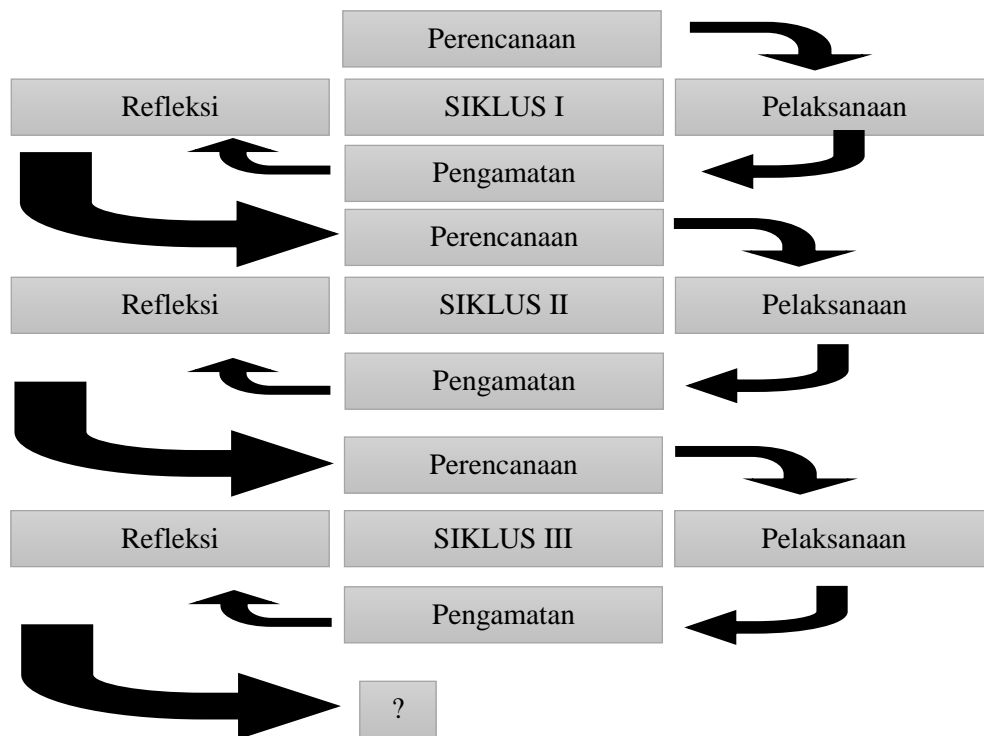 Perencanaan
Refleksi SIKLUS I Pelaksanaan
Pengamatan
Perencanaan
Refleksi SIKLUS II Pelaksanaan
Pengamatan
Perencanaan
Refleksi SIKLUS III Pelaksanaan
Pengamatan
?